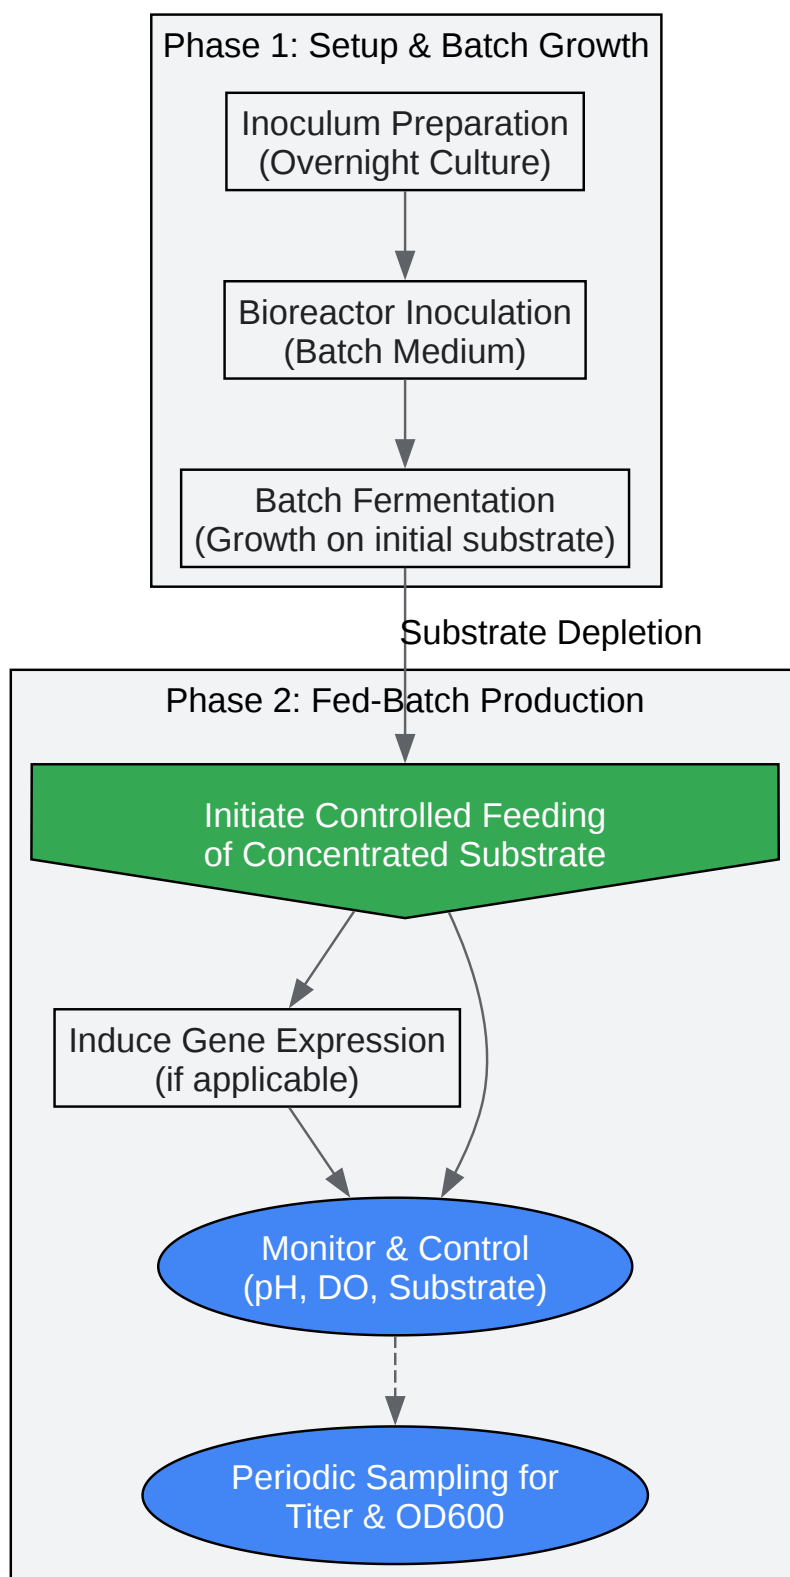 Phase 1: Setup & Batch Growth
Inoculum Preparation
(Overnight Culture)
Bioreactor Inoculation
(Batch Medium)
Batch Fermentation
(Growth on initial substrate)
Substrate Depletion
Phase 2: Fed-Batch Production
Initiate Controlled Feeding
of Concentrated Substrate
Induce Gene Expression
(if applicable)
Monitor & Control
(pH, DO, Substrate)
Periodic Sampling for
Titer & OD600